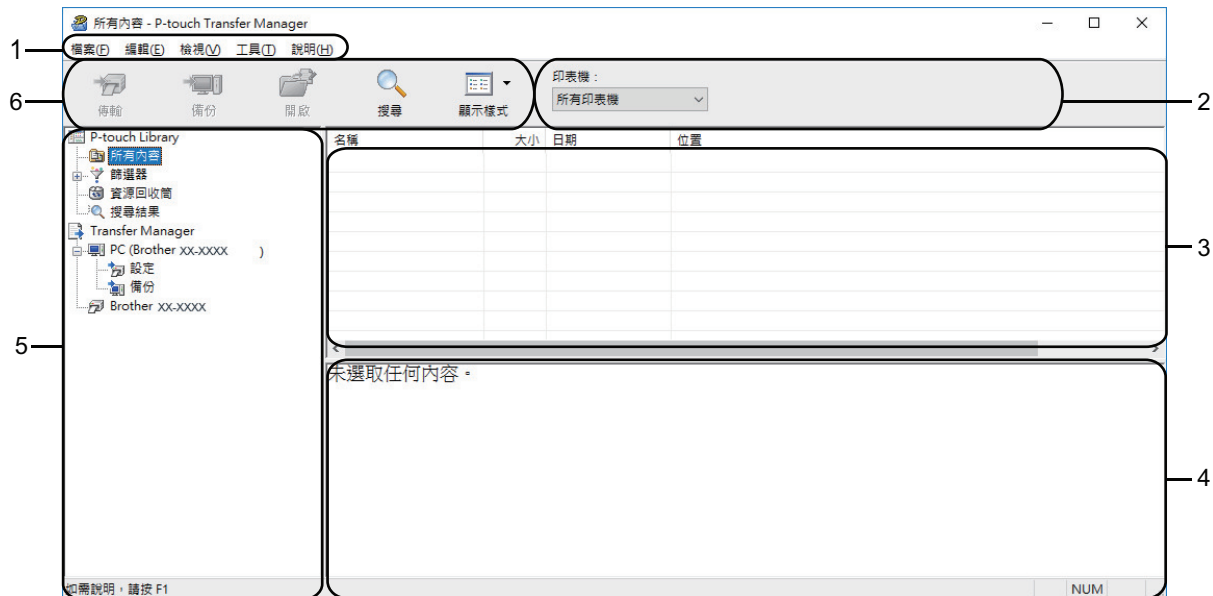 所有內容 - P-touch Transfer Manager
1
檔案(F) 編輯(E) 檢視(V) 工具(T) 說明(H)
6
傳輸 備份 開啟 搜尋 顯示樣式
印表機：
所有印表機
2
P-touch Library
所有內容
篩選器
資源回收筒
搜尋結果
Transfer Manager
PC (Brother XX-XXXX )
設定
備份
Brother XX-XXXX
5
名稱 大小 日期 位置
3
未選取任何內容。
4
如需說明，請按 F1
NUM